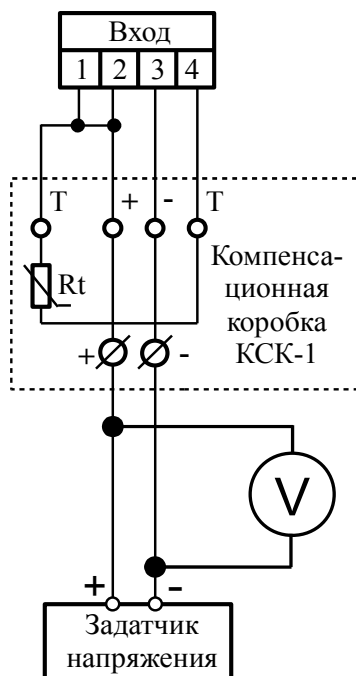 Вход
1 2 3 4
T + - T
Rt
Компенса-
ционная
коробка
КСК-1
+ -
V
+ -
Задатчик
напряжения